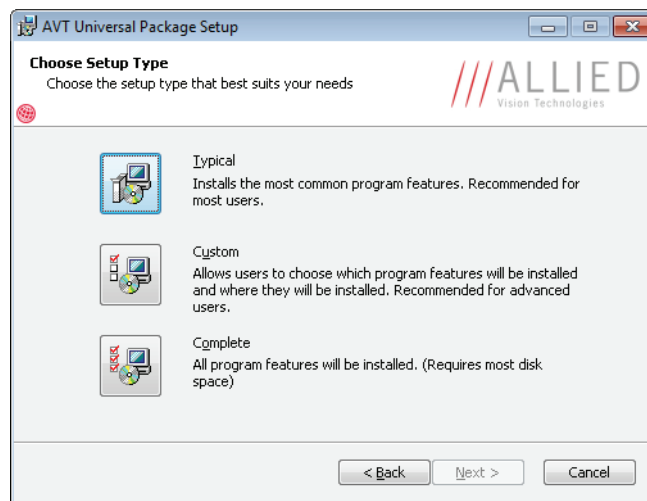 AVT Universal Package Setup
Choose Setup Type
Choose the setup type that best suits your needs
///ALLIED
Vision Technologies
Typical
Installs the most common program features. Recommended for
most users.
Custom
Allows users to choose which program features will be installed
and where they will be installed. Recommended for advanced
users.
Complete
All program features will be installed. (Requires most disk
space)
< Back
Next >
Cancel